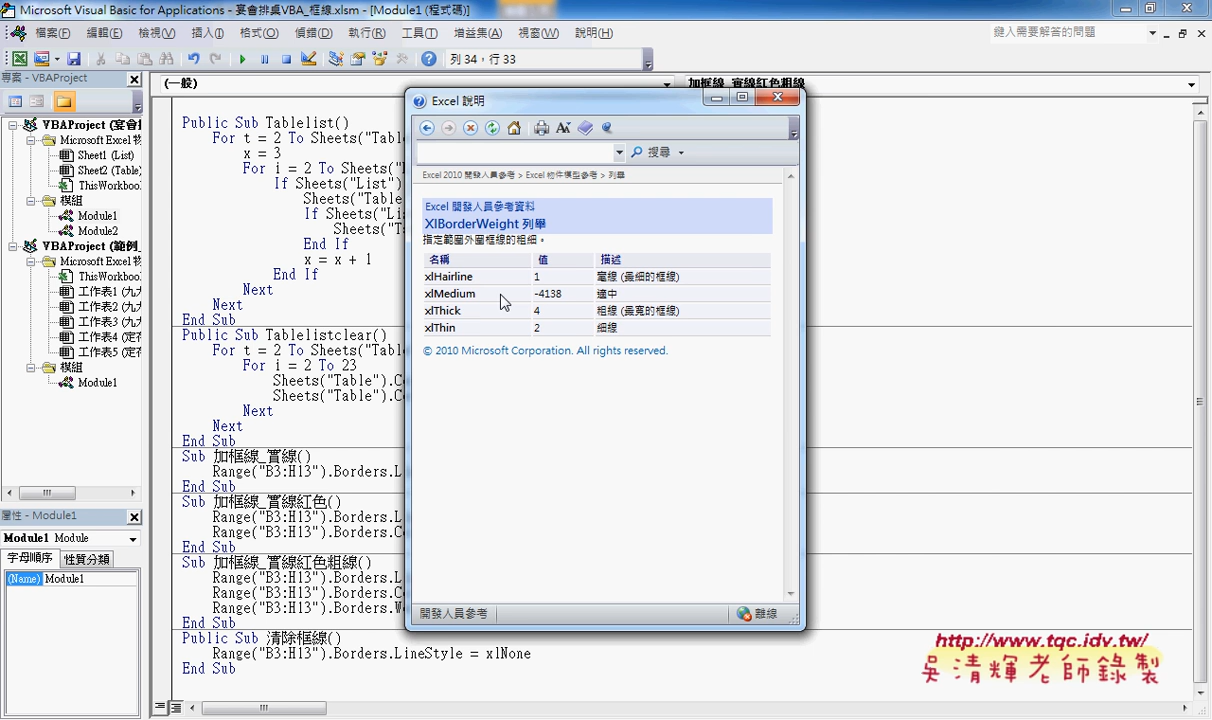 Microsoft Visual Basic for Applications - 宴會排桌VBA_框線.xlsm - [Module1 (程式碼)]
檔案(F) 編輯(E) 檢視(V) 插入(I) 格式(O) 偵錯(D) 執行(R) 工具(T) 增益集(A) 視窗(W) 說明(H) 鍵入需要解答的問題
列 34，行 33
專案 - VBAProject
VBAProject (宴會
Microsoft Excel 物
Sheet1 (List)
Sheet2 (Table)
ThisWorkboo
模組
Module1
Module2
VBAProject (範例_
Microsoft Excel 物
ThisWorkboo
工作表1 (九
工作表2 (九
工作表3 (九
工作表4 (定存
工作表5 (定存
模組
Module1
屬性 - Module1
Module1 Module
字母順序 性質分類
(Name) Module1
(一般) 加框線_實線紅色粗線
Public Sub Tablelist()
For t = 2 To Sheets("Tabl
x = 3
For i = 2 To Sheets("
If Sheets("List")
Sheets("Table
If Sheets("Li
Sheets("T
End If
x = x + 1
End If
Next
Next
End Sub
Public Sub Tablelistclear()
For t = 2 To Sheets("Tabl
For i = 2 To 23
Sheets("Table").C
Sheets("Table").C
Next
Next
End Sub
Sub 加框線_實線()
Range("B3:H13").Borders.L
End Sub
Sub 加框線_實線紅色()
Range("B3:H13").Borders.L
Range("B3:H13").Borders.C
End Sub
Sub 加框線_實線紅色粗線()
Range("B3:H13").Borders.L
Range("B3:H13").Borders.C
Range("B3:H13").Borders.W
End Sub
Public Sub 清除框線()
Range("B3:H13").Borders.LineStyle = xlNone
End Sub
Excel 說明
搜尋
Excel 2010 開發人員參考 > Excel 物件模型參考 > 列舉
Excel 開發人員參考資料
XlBorderWeight 列舉
指定範圍外圍框線的粗細。
名稱 值 描述
xlHairline 1 毫線 (最細的框線)
xlMedium -4138 適中
xlThick 4 粗線 (最寬的框線)
xlThin 2 細線
© 2010 Microsoft Corporation. All rights reserved.
開發人員參考 離線
http://www.tqc.idv.tw/
吳清輝老師錄製